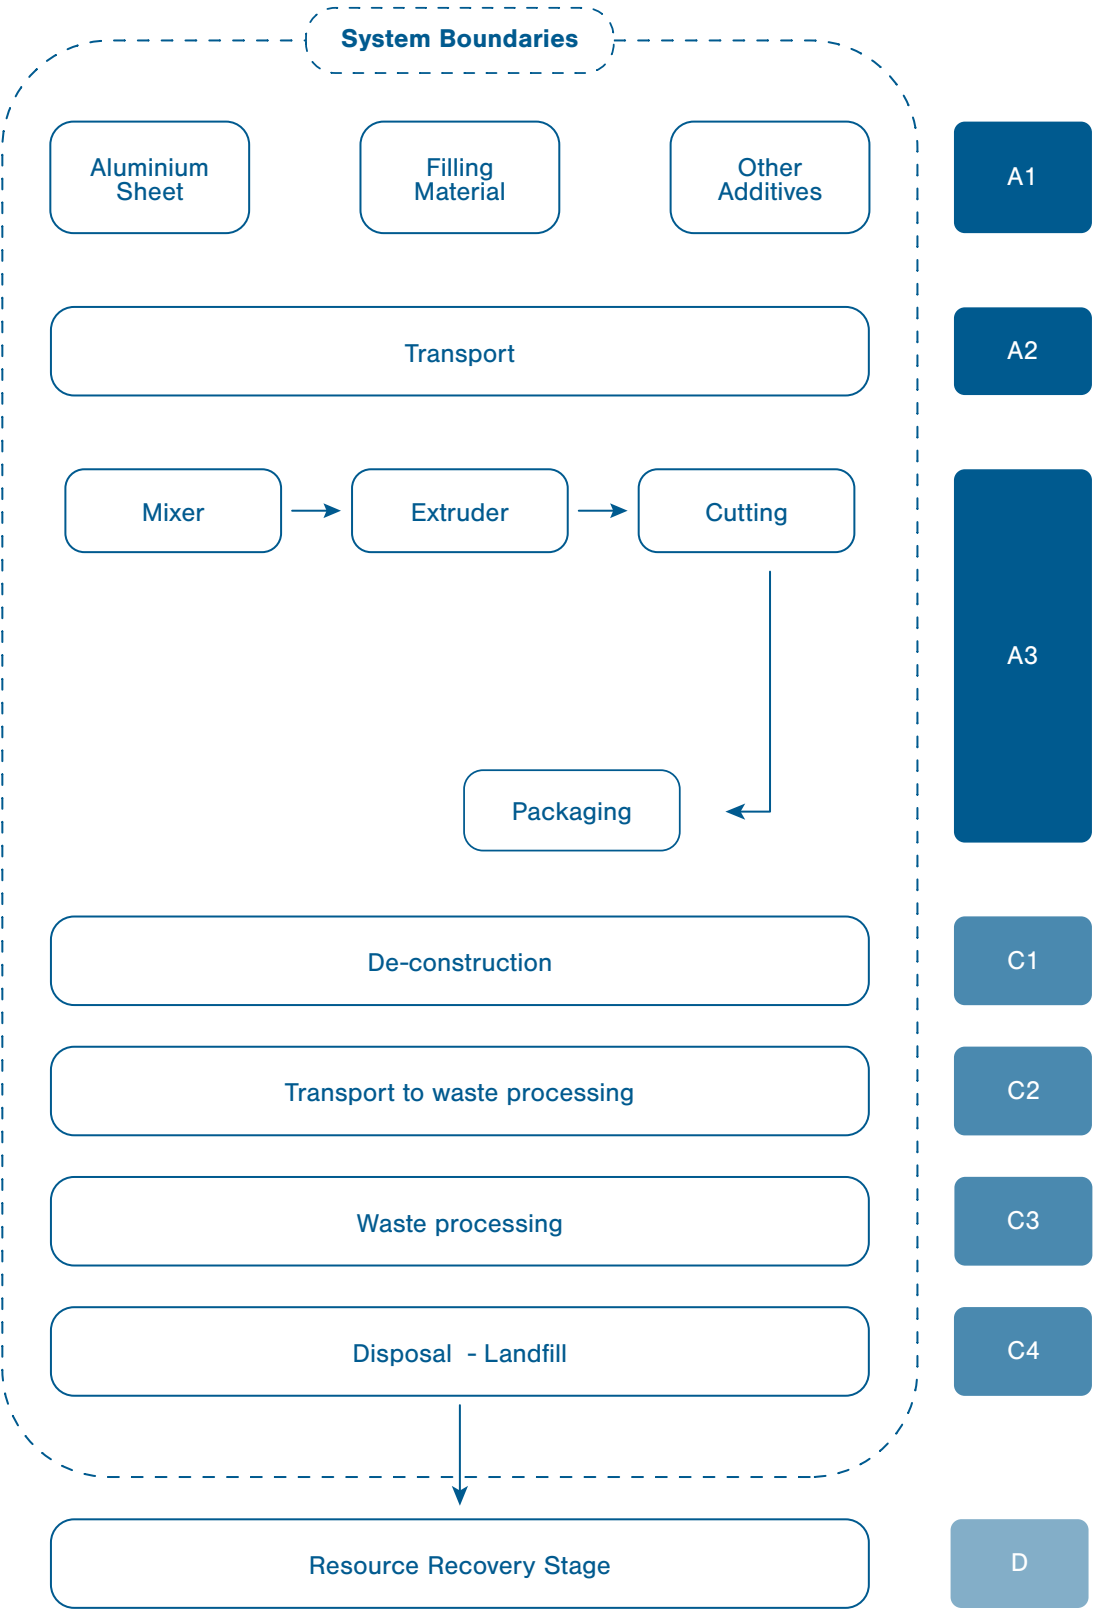 System Boundaries
Aluminium
Sheet
Filling
Material
Other
Additives
A1
Transport
A2
Mixer
Extruder
Cutting
A3
Packaging
De-construction
C1
Transport to waste processing
C2
Waste processing
C3
Disposal - Landfill
C4
Resource Recovery Stage
D